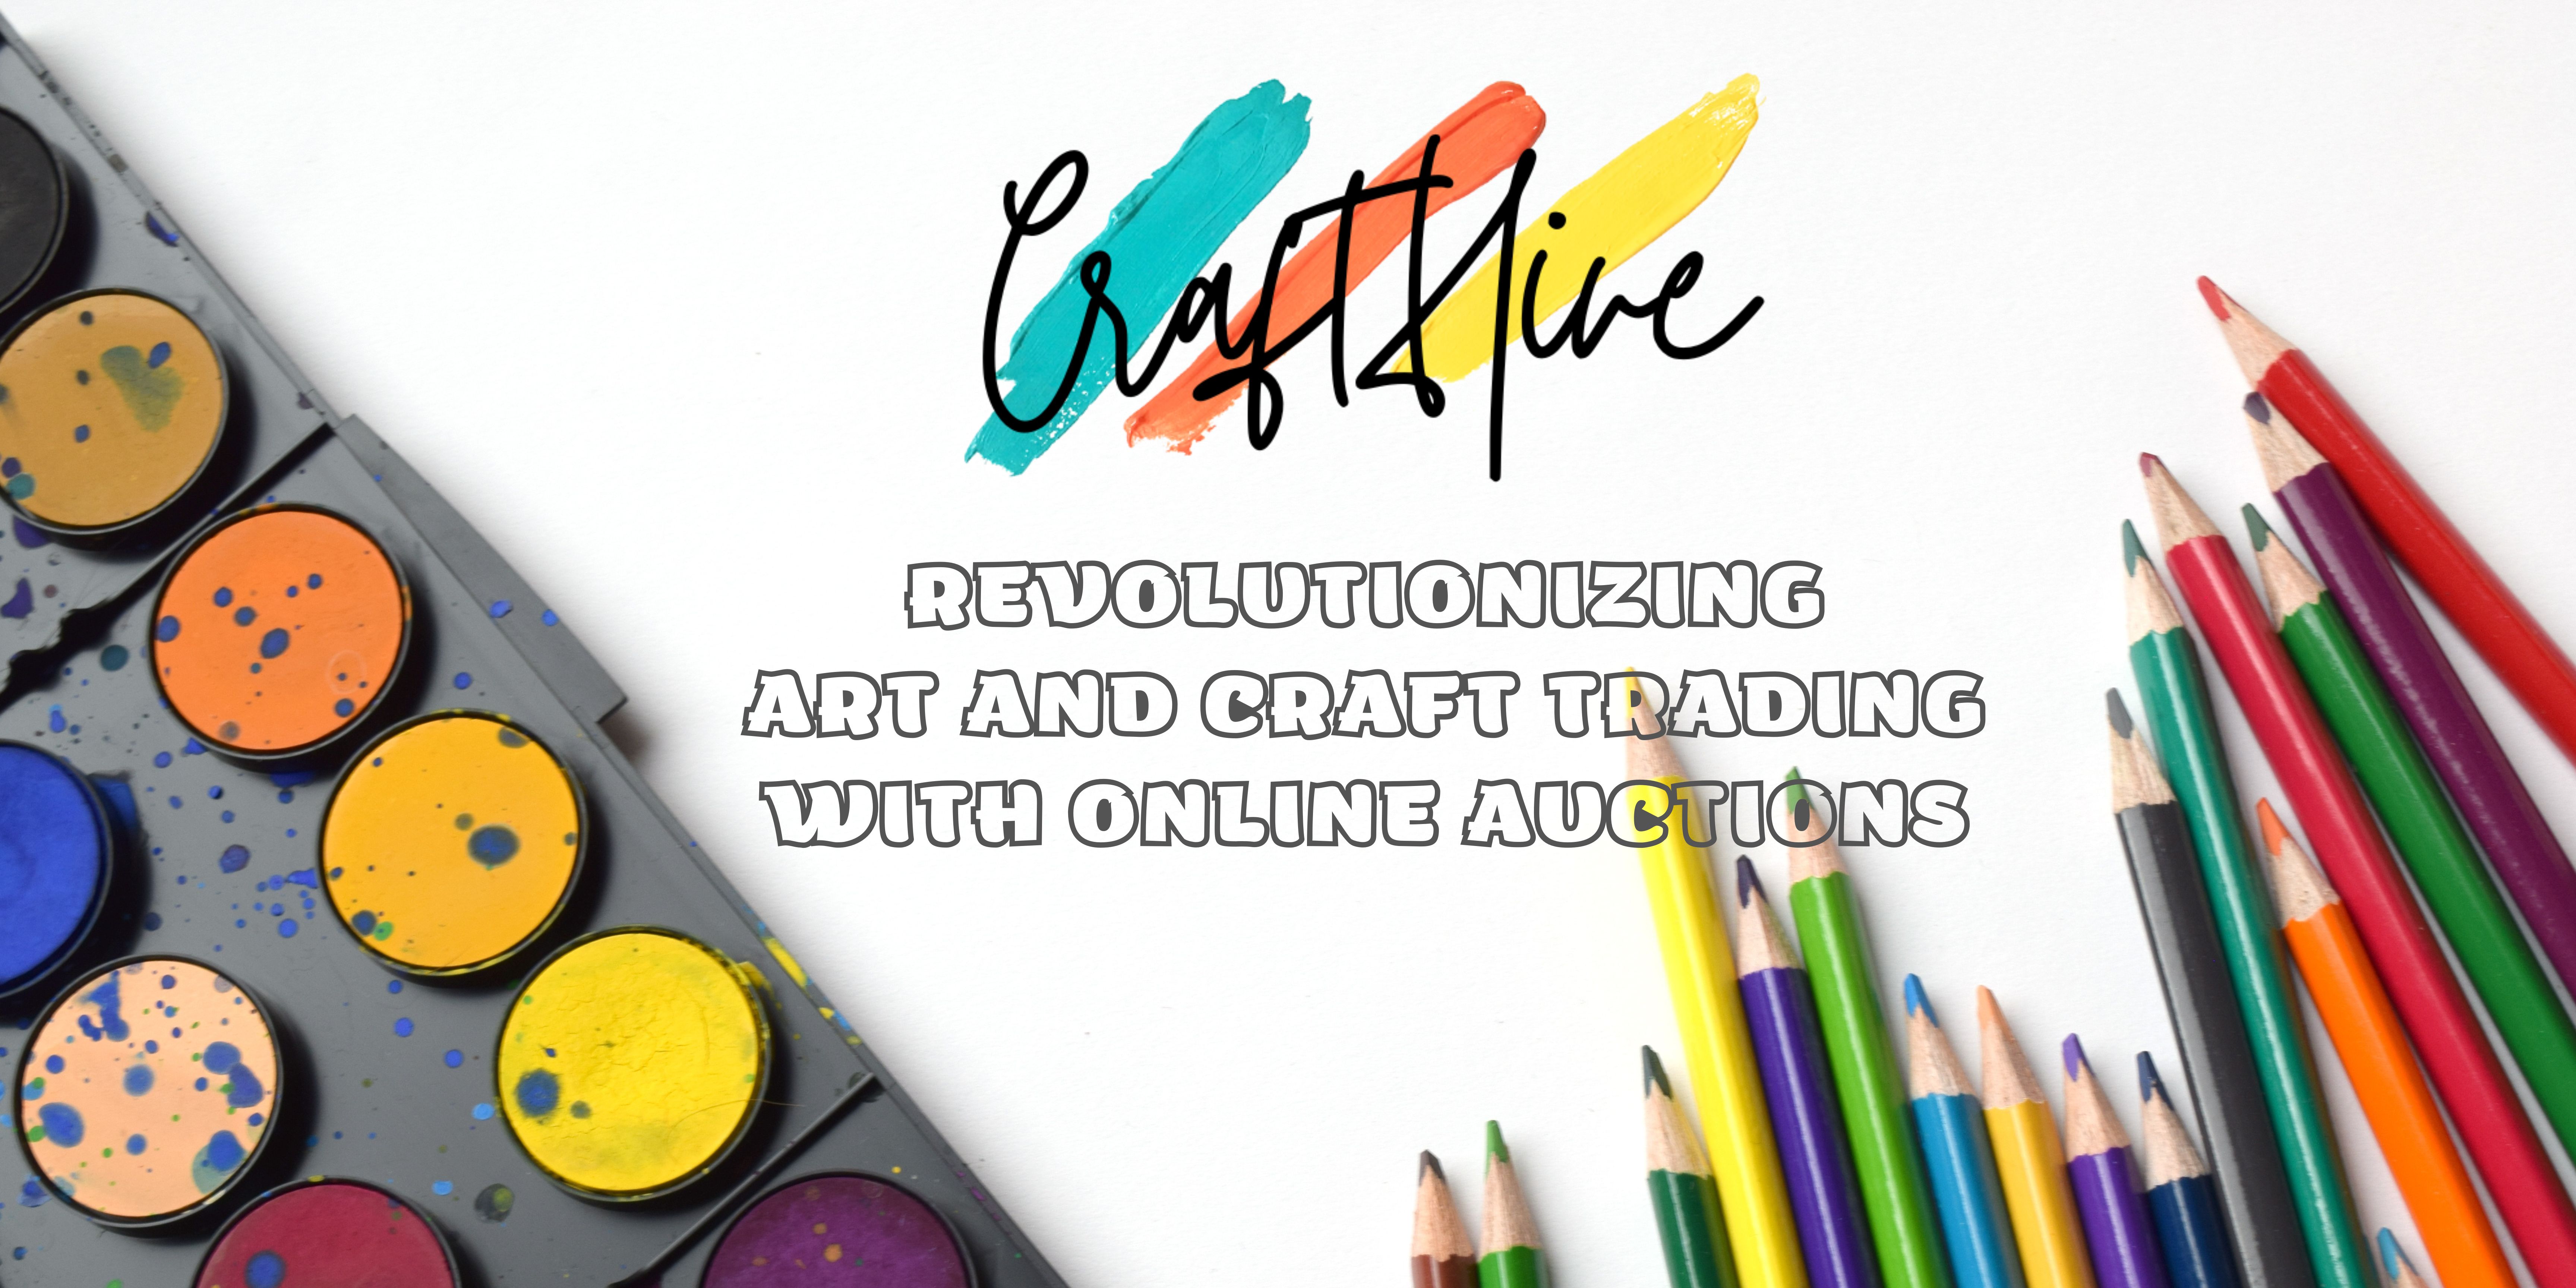 CraftHive
REVOLUTIONIZING
ART AND CRAFT TRADING
WITH ONLINE AUCTIONS